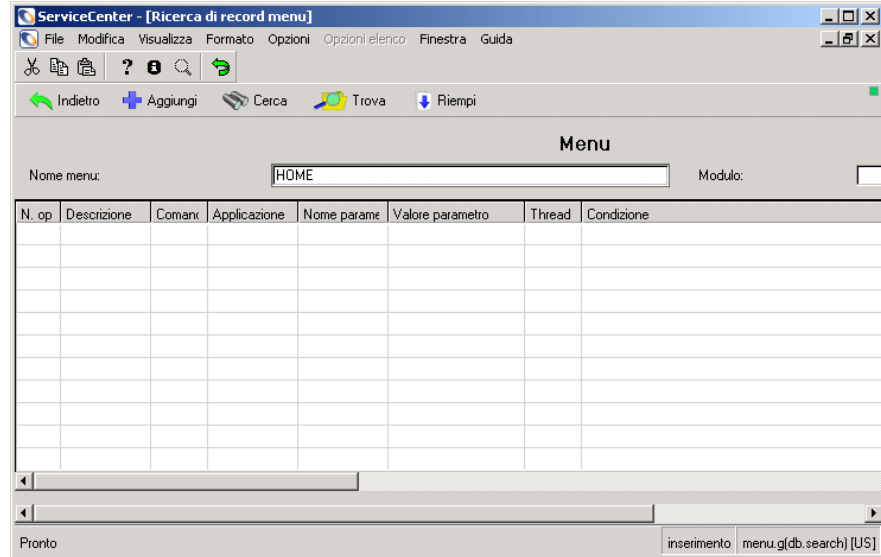 ServiceCenter - [Ricerca di record menu]
File Modifica Visualizza Formato Opzioni Opzioni elenco Finestra Guida
Indietro Aggiungi Cerca Trova Riempi
Menu
Nome menu: HOME Modulo:
N. op Descrizione Comand Applicazione Nome parame Valore parametro Thread Condizione
Pronto inserimento menu.g(db.search) [US]